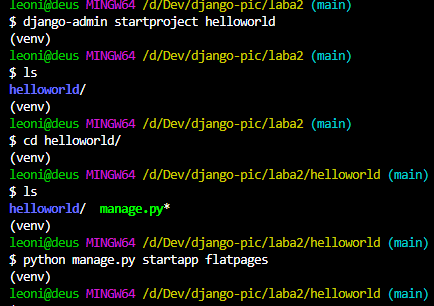 leoni@deus MINGW64 /d/Dev/django-pic/laba2 (main)
$ django-admin startproject helloworld
(venv)
leoni@deus MINGW64 /d/Dev/django-pic/laba2 (main)
$ ls
helloworld/
(venv)
leoni@deus MINGW64 /d/Dev/django-pic/laba2 (main)
$ cd helloworld/
(venv)
leoni@deus MINGW64 /d/Dev/django-pic/laba2/helloworld (main)
$ ls
helloworld/  manage.py*
(venv)
leoni@deus MINGW64 /d/Dev/django-pic/laba2/helloworld (main)
$ python manage.py startapp flatpages
(venv)
leoni@deus MINGW64 /d/Dev/django-pic/laba2/helloworld (main)